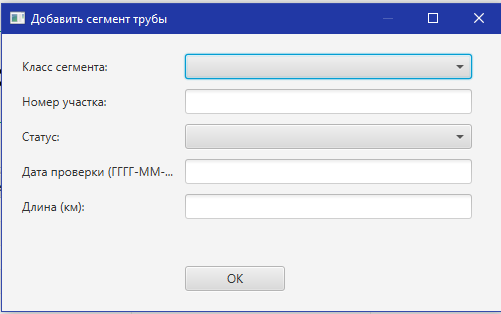 Добавить сегмент трубы
Класс сегмента:
Номер участка:
Статус:
Дата проверки (ГГГГ-ММ-...
Длина (км):
OK